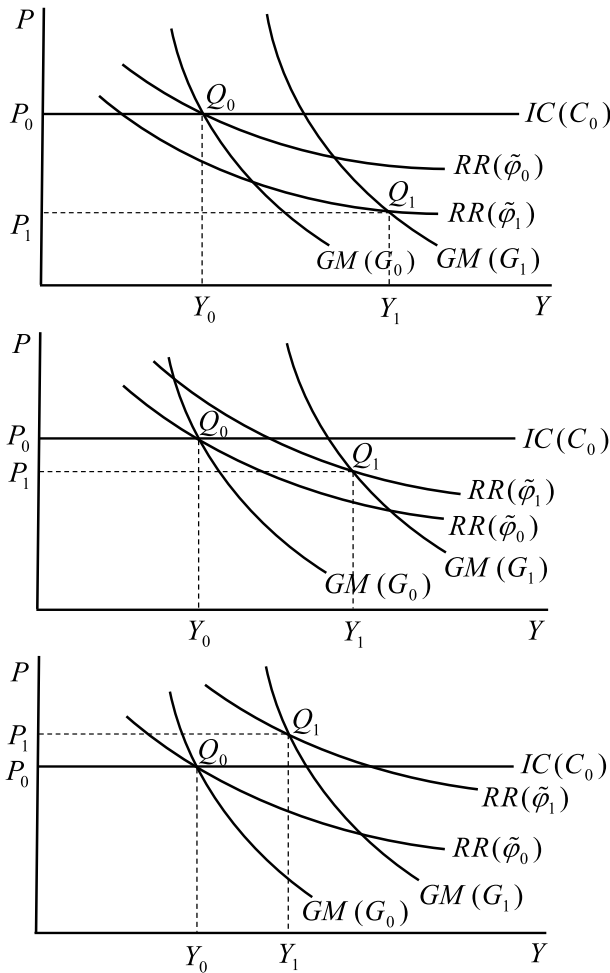 P
Q₀
P₀
IC(C₀)
RR(φ̃₀)
Q₁
RR(φ̃₁)
P₁
GM(G₀)
GM(G₁)
Y₀
Y₁
Y
P
Q₀
P₀
IC(C₀)
Q₁
P₁
RR(φ̃₁)
RR(φ̃₀)
GM(G₁)
GM(G₀)
Y₀
Y₁
Y
P
Q₁
P₁
Q₀
P₀
IC(C₀)
RR(φ̃₁)
RR(φ̃₀)
GM(G₁)
GM(G₀)
Y₀
Y₁
Y